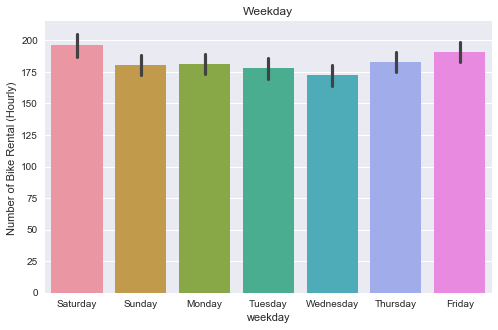 Weekday
Number of Bike Rental (Hourly)
200
175
150
125
100
75
50
25
0
Saturday Sunday Monday Tuesday Wednesday Thursday Friday
weekday